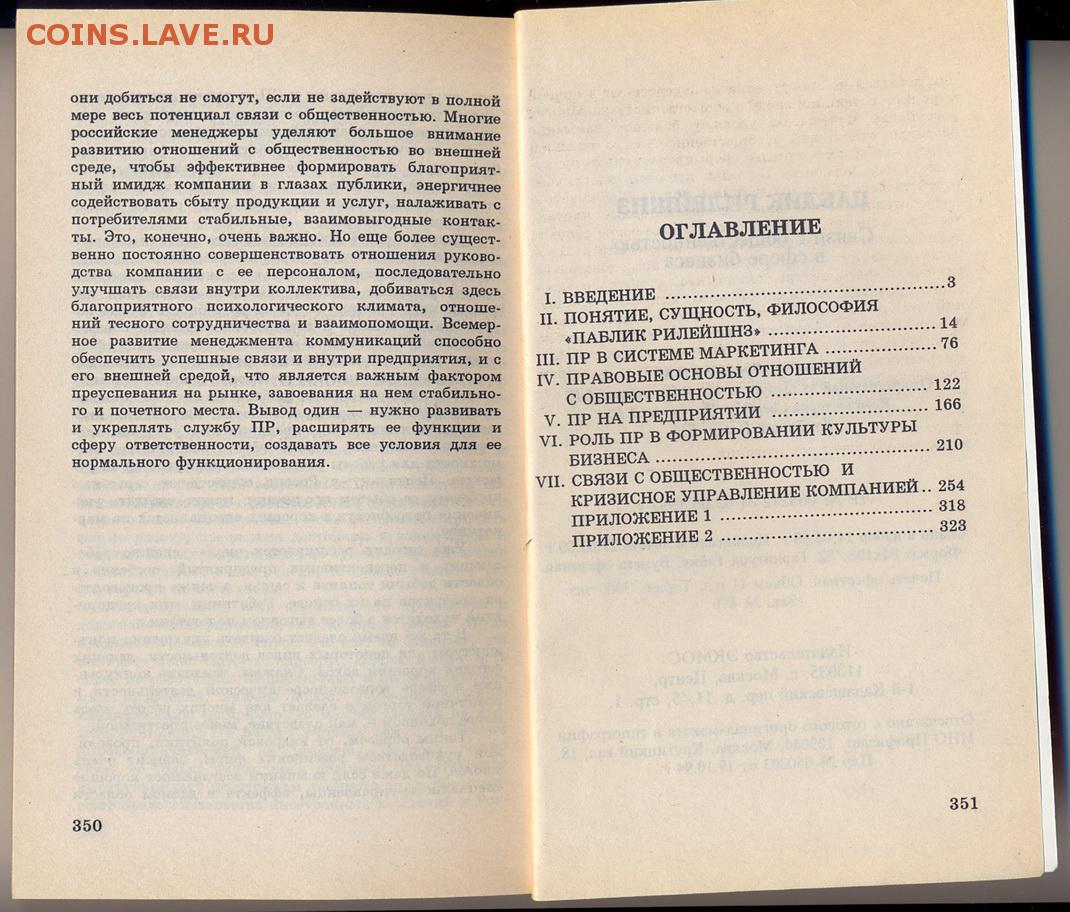 COINS.LAVE.RU
они добиться не смогут, если не задействуют в полной
мере весь потенциал связи с общественностью. Многие
российские менеджеры уделяют большое внимание
развитию отношений с общественностью во внешней
среде, чтобы эффективнее формировать благоприят-
ный имидж компании в глазах публики, энергичнее
содействовать сбыту продукции и услуг, налаживать с
потребителями стабильные, взаимовыгодные контак-
ты. Это, конечно, очень важно. Но еще более сущест-
венно постоянно совершенствовать отношения руково-
дства компании с ее персоналом, последовательно
улучшать связи внутри коллектива, добиваться здесь
благоприятного психологического климата, отноше-
ний тесного сотрудничества и взаимопомощи. Всемер-
ное развитие менеджмента коммуникаций способно
обеспечить успешные связи и внутри предприятия, и с
его внешней средой, что является важным фактором
преуспевания на рынке, завоевания на нем стабильно-
го и почетного места. Вывод один — нужно развивать
и укреплять службу ПР, расширять ее функции и
сферу ответственности, создавать все условия для ее
нормального функционирования.
350
ОГЛАВЛЕНИЕ
I. ВВЕДЕНИЕ ............................................3
II. ПОНЯТИЕ, СУЩНОСТЬ, ФИЛОСОФИЯ
«ПАБЛИК РИЛЕЙШНЗ» ........................... 14
III. ПР В СИСТЕМЕ МАРКЕТИНГА .................. 76
IV. ПРАВОВЫЕ ОСНОВЫ ОТНОШЕНИЙ
С ОБЩЕСТВЕННОСТЬЮ ......................... 122
V. ПР НА ПРЕДПРИЯТИИ ........................... 166
VI. РОЛЬ ПР В ФОРМИРОВАНИИ КУЛЬТУРЫ
БИЗНЕСА ............................................ 210
VII. СВЯЗИ С ОБЩЕСТВЕННОСТЬЮ И
КРИЗИСНОЕ УПРАВЛЕНИЕ КОМПАНИЕЙ.. 254
ПРИЛОЖЕНИЕ 1 .................................. 318
ПРИЛОЖЕНИЕ 2 .................................. 323
351